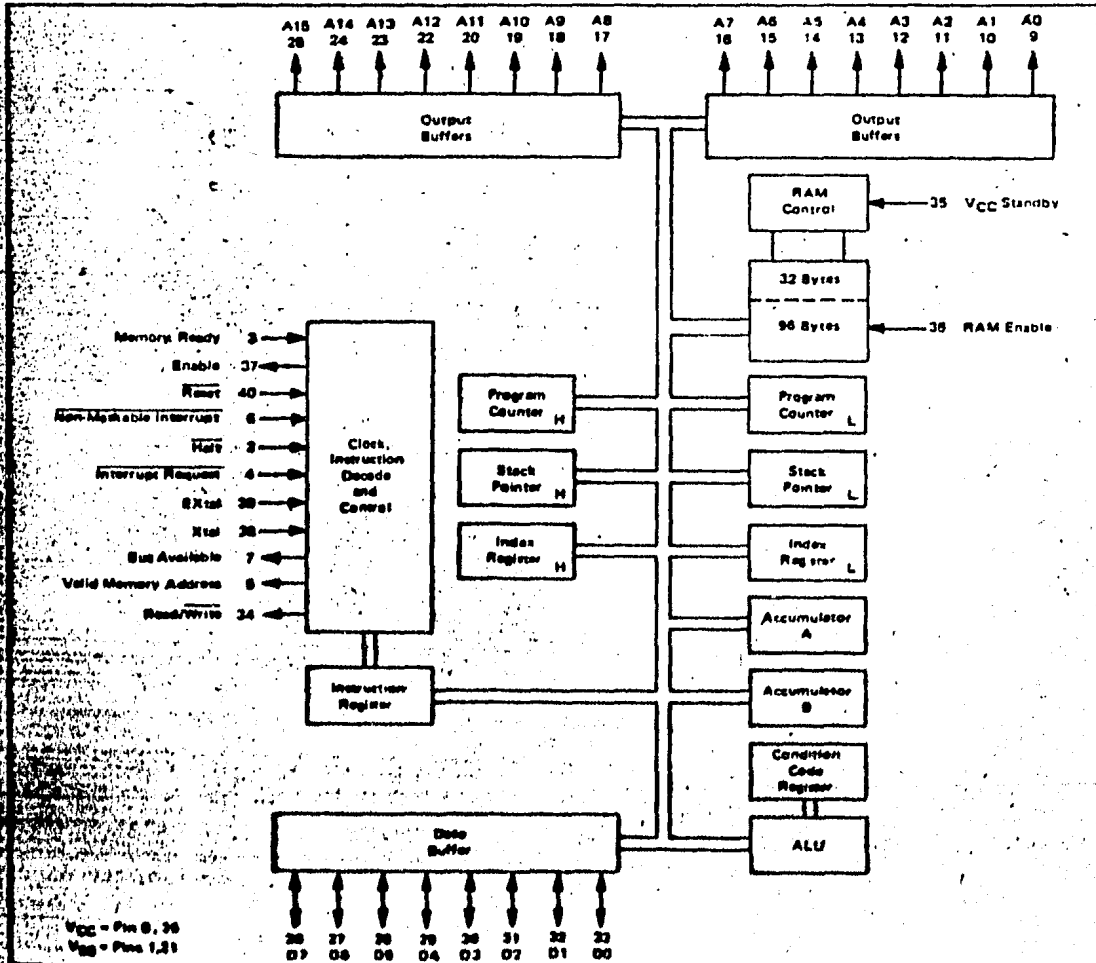 A15 A14 A13 A12 A11 A10 A9 A8 A7 A6 A5 A4 A3 A2 A1 A0
25 24 23 22 20 19 18 17 16 15 14 13 12 11 10 9
Output
Buffers
Output
Buffers
RAM
Control
35 VCC Standby
32 Bytes
96 Bytes
36 RAM Enable
Memory Ready 3
Enable 37
Reset 40
Non-Maskable Interrupt 6
Halt 2
Interrupt Request 4
EXtal 39
Xtal 38
Bus Available 7
Valid Memory Address 5
Read/Write 34
Clock,
Instruction
Decode
and
Control
Program
Counter H
Program
Counter L
Stack
Pointer H
Stack
Pointer L
Index
Register H
Index
Register L
Accumulator
A
Instruction
Register
Accumulator
B
Condition
Code
Register
Data
Buffer
ALU
26 27 28 29 30 31 32 33
D7 D6 D5 D4 D3 D2 D1 D0
VCC = Pin 8, 35
VSS = Pins 1,21